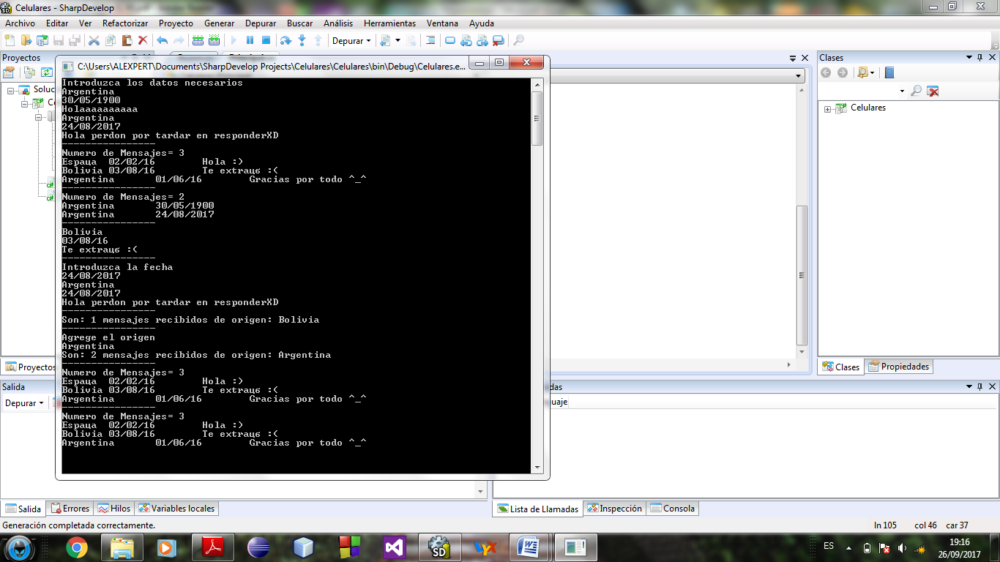 Celulares - SharpDevelop
Archivo Editar Ver Refactorizar Proyecto Generar Depurar Buscar Análisis Herramientas Ventana Ayuda
Depurar
Proyectos
Soluc
C:\Users\ALEXPERT\Documents\SharpDevelop Projects\Celulares\Celulares\bin\Debug\Celulares.e...
Introduzca los datos necesarios
Argentina
30/05/1900
Holaaaaaaaaaa
Argentina
24/08/2017
Hola perdon por tardar en responderXD
----------------
Numero de Mensajes= 3
Espaца 02/02/16 Hola :)
Bolivia 03/08/16 Te extraцб :(
Argentina 01/06/16 Gracias por todo ^_^
----------------
Numero de Mensajes= 2
Argentina 30/05/1900
Argentina 24/08/2017
----------------
Bolivia
03/08/16
Te extraцб :(
----------------
Introduzca la fecha
24/08/2017
Argentina
24/08/2017
Hola perdon por tardar en responderXD
----------------
Son: 1 mensajes recibidos de origen: Bolivia
----------------
Agrege el origen
Argentina
Son: 2 mensajes recibidos de origen: Argentina
----------------
Numero de Mensajes= 3
Espaца 02/02/16 Hola :)
Bolivia 03/08/16 Te extraцб :(
Argentina 01/06/16 Gracias por todo ^_^
----------------
Numero de Mensajes= 3
Espaца 02/02/16 Hola :)
Bolivia 03/08/16 Te extraцб :(
Argentina 01/06/16 Gracias por todo ^_^
Clases
Celulares
Proyectos
Clases Propiedades
Salida
Depurar
adas
uaje
Salida Errores Hilos Variables locales
Lista de Llamadas Inspección Consola
Generación completada correctamente.
ln 105 col 46 car 37
ES
19:16
26/09/2017